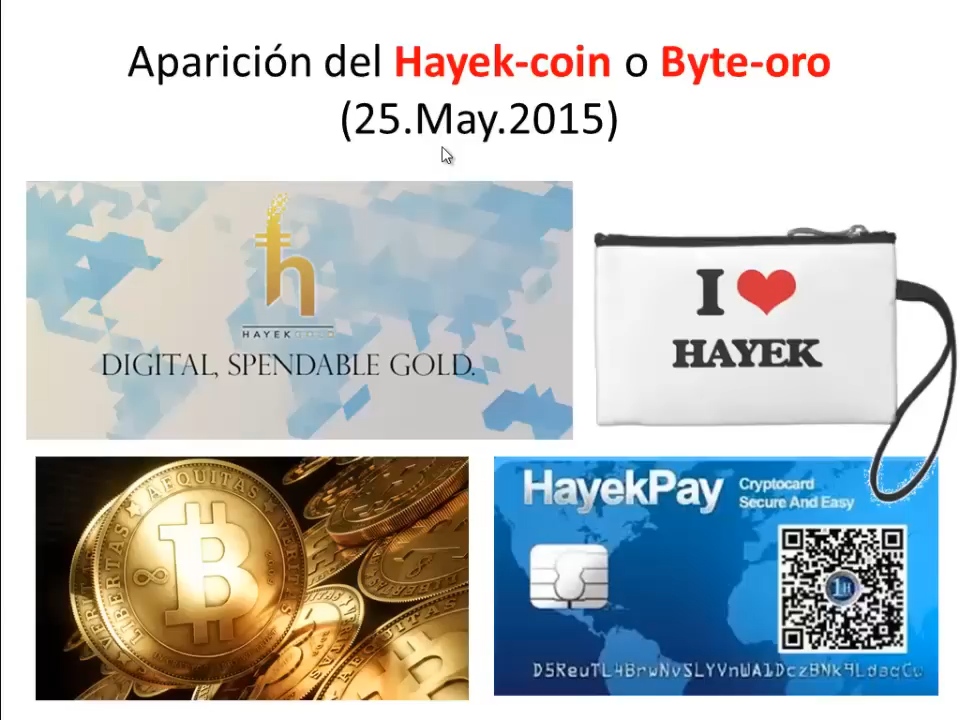 Aparición del Hayek-coin o Byte-oro
(25.May.2015)
HAYEKGOLD
DIGITAL, SPENDABLE GOLD.
I ❤ HAYEK
AEQUITAS
LIBERTAS
HayekPay
Cryptocard
Secure And Easy
1H